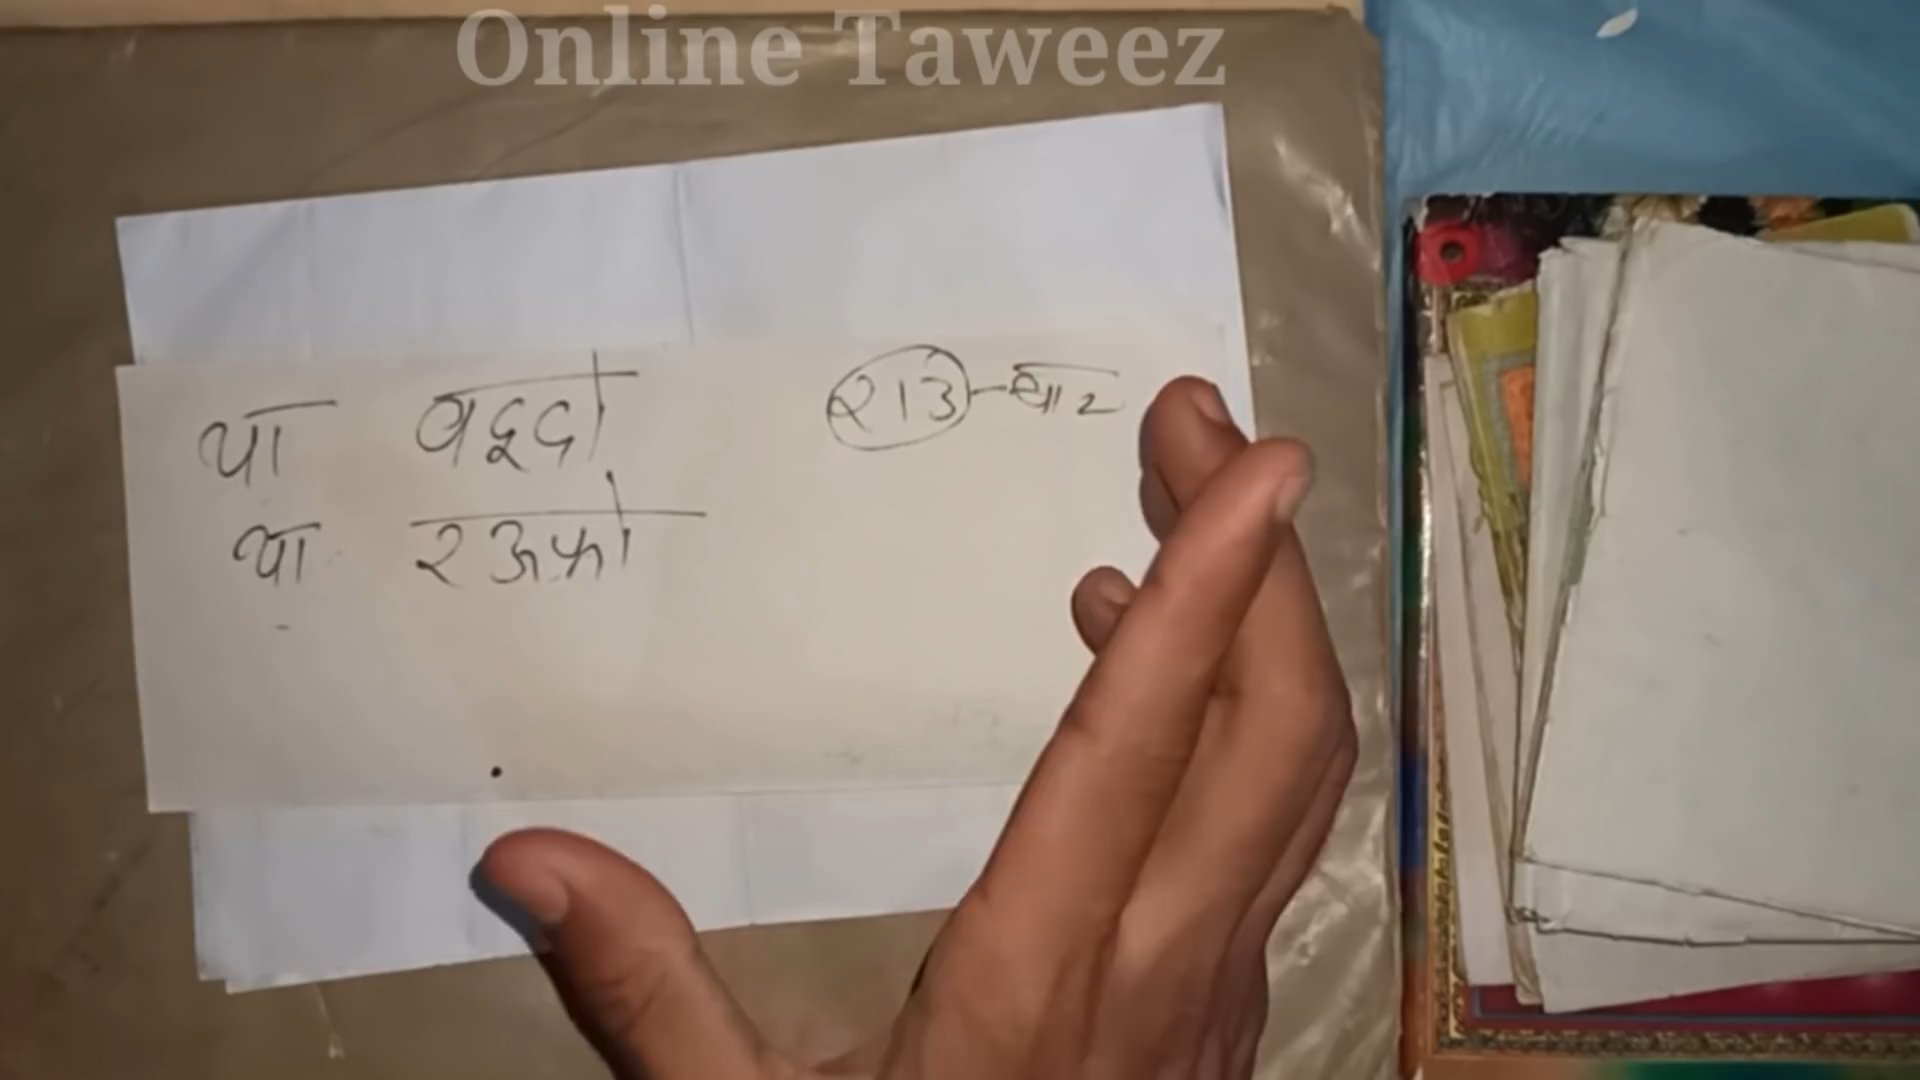 Online Taweez
या वदूदो २१३ - बार
या रऊफो